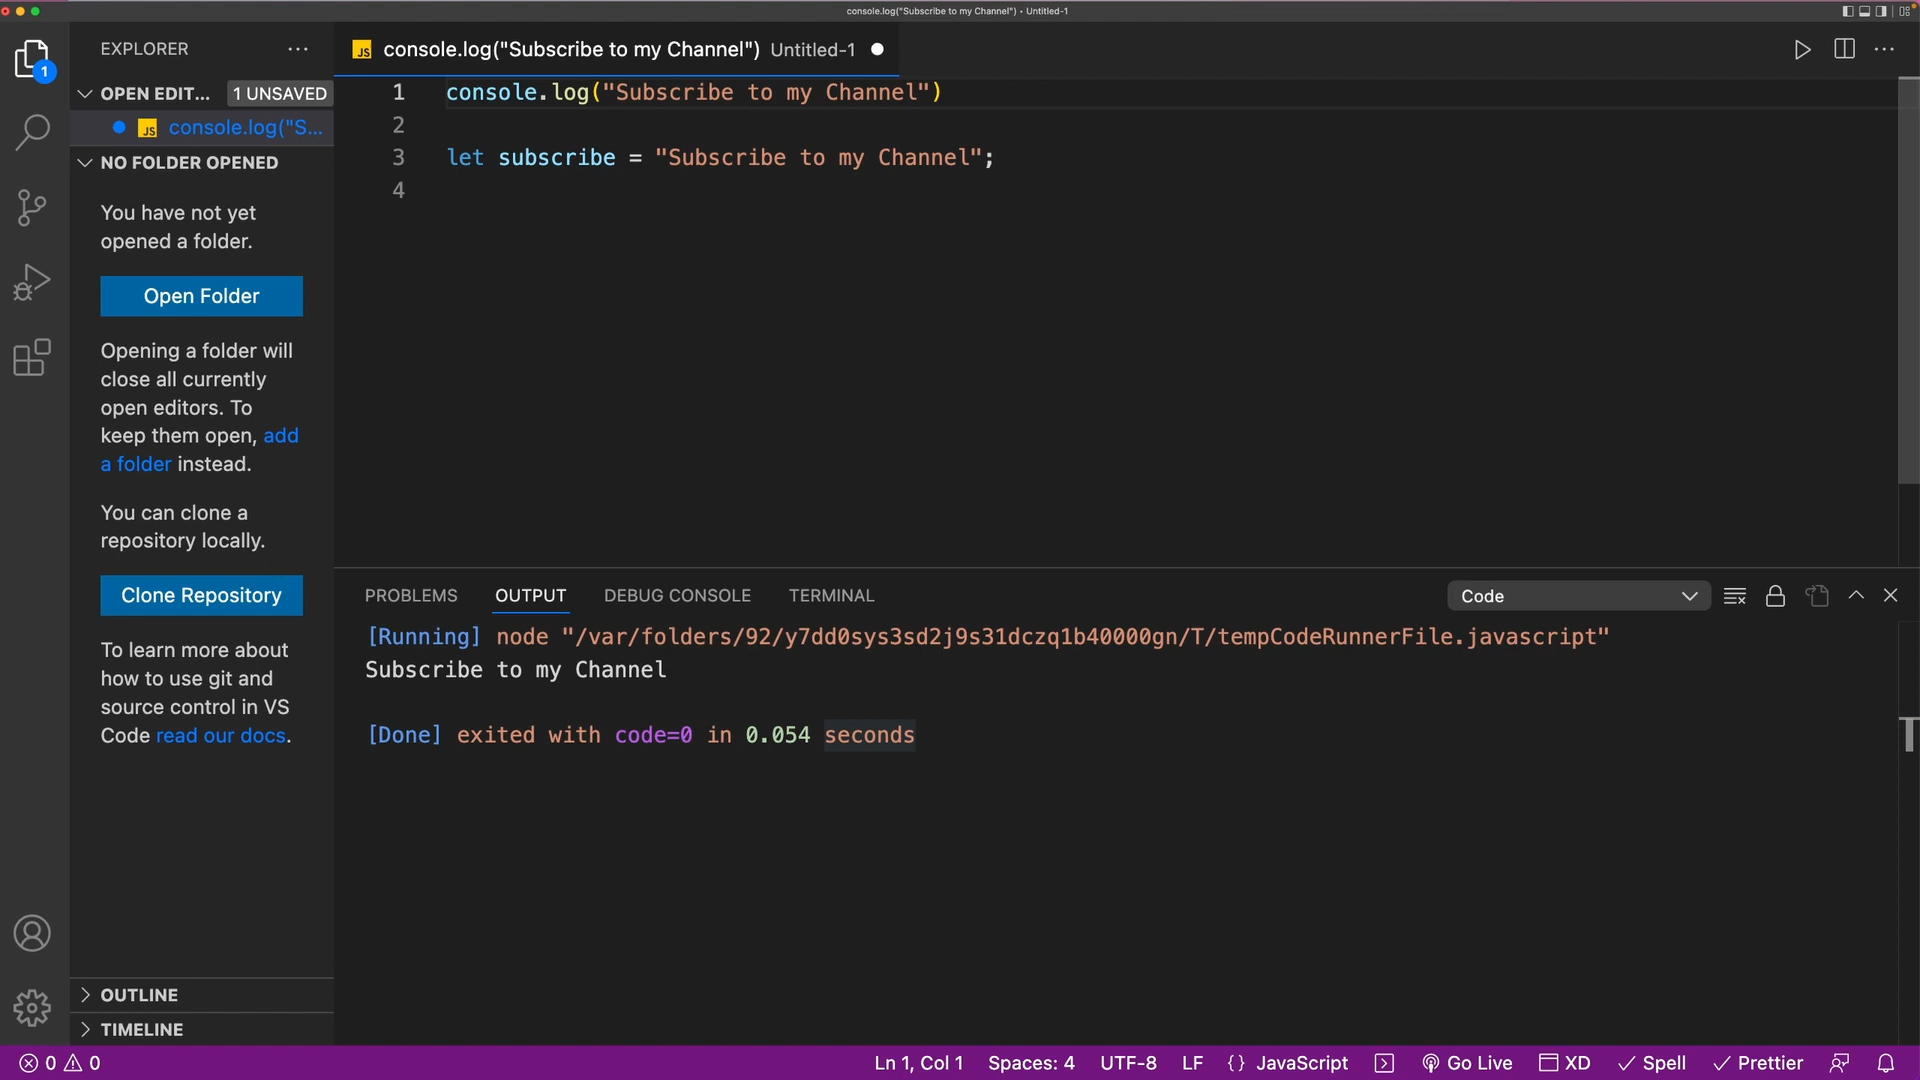 console.log("Subscribe to my Channel") • Untitled-1
EXPLORER
JS console.log("Subscribe to my Channel") Untitled-1
1
OPEN EDIT... 1 UNSAVED
JS console.log("S...
NO FOLDER OPENED
You have not yet
opened a folder.
Open Folder
Opening a folder will
close all currently
open editors. To
keep them open, add
a folder instead.
You can clone a
repository locally.
Clone Repository
To learn more about
how to use git and
source control in VS
Code read our docs.
OUTLINE
TIMELINE
1 console.log("Subscribe to my Channel")
2
3 let subscribe = "Subscribe to my Channel";
4
PROBLEMS OUTPUT DEBUG CONSOLE TERMINAL Code
[Running] node "/var/folders/92/y7dd0sys3sd2j9s31dczq1b40000gn/T/tempCodeRunnerFile.javascript"
Subscribe to my Channel
[Done] exited with code=0 in 0.054 seconds
0 0 Ln 1, Col 1 Spaces: 4 UTF-8 LF {} JavaScript Go Live XD Spell Prettier